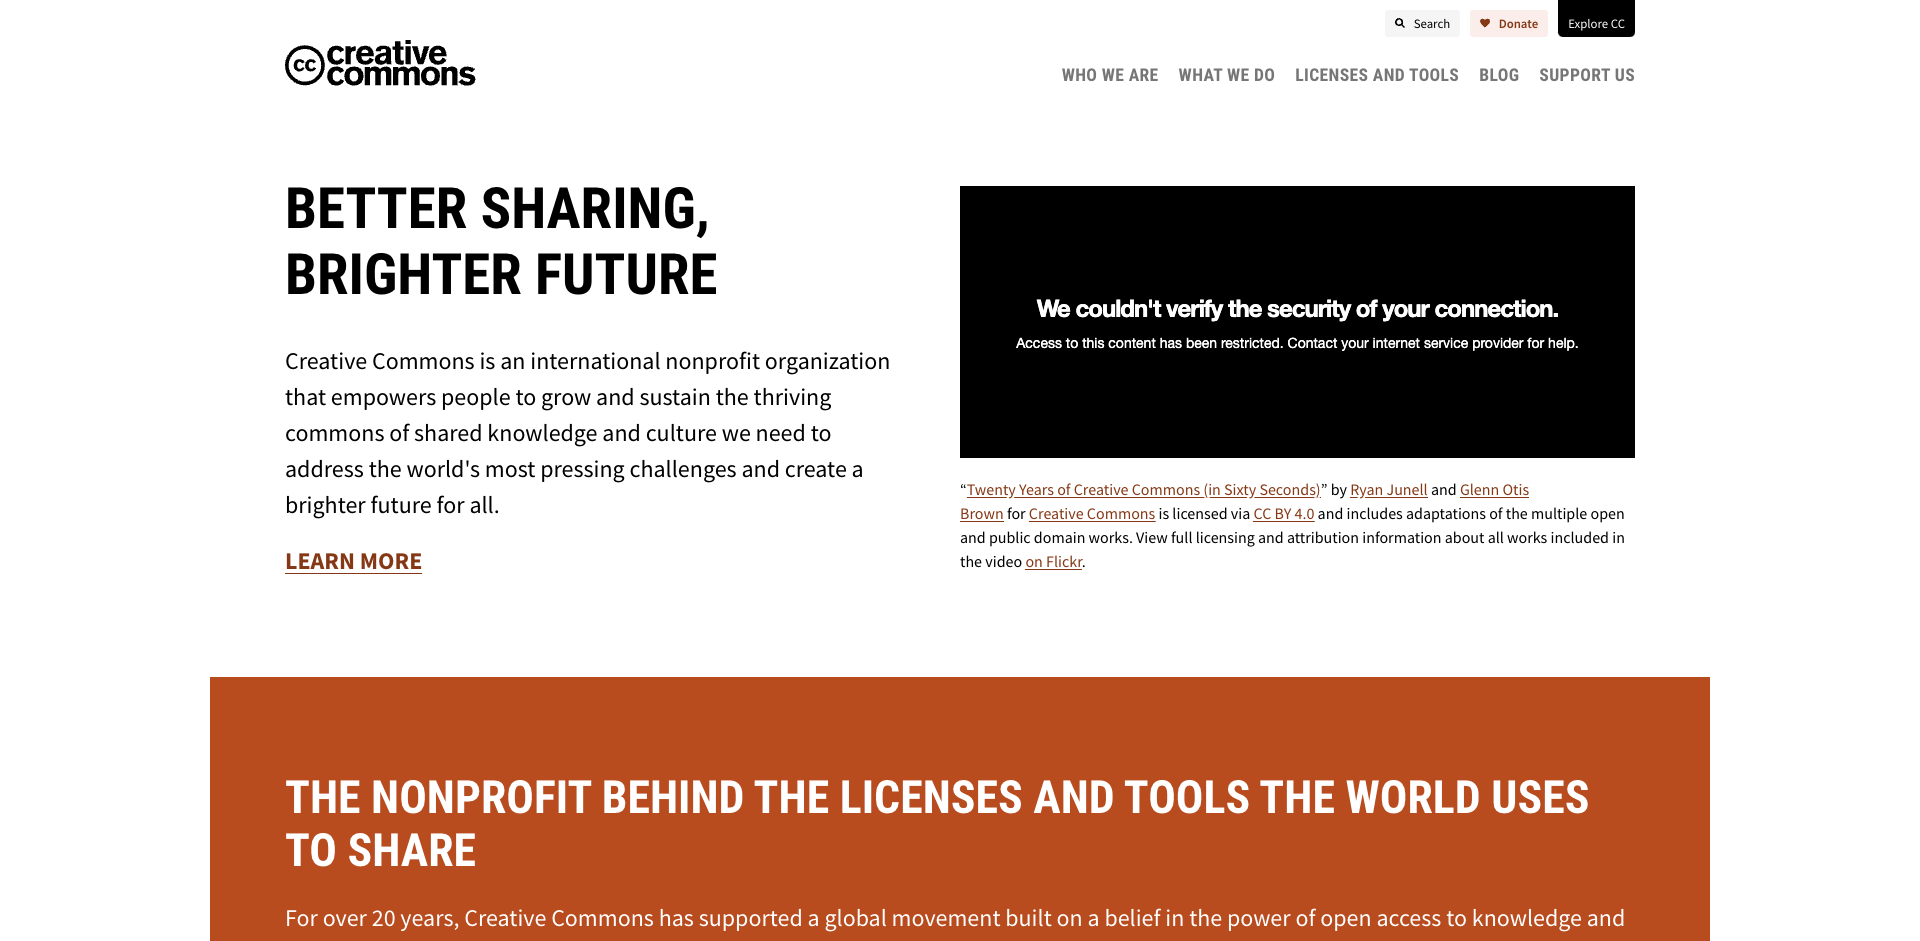 Search
Donate
Explore CC
cc creative
commons
WHO WE ARE
WHAT WE DO
LICENSES AND TOOLS
BLOG
SUPPORT US
BETTER SHARING,
BRIGHTER FUTURE
Creative Commons is an international nonprofit organization
that empowers people to grow and sustain the thriving
commons of shared knowledge and culture we need to
address the world's most pressing challenges and create a
brighter future for all.
LEARN MORE
We couldn't verify the security of your connection.
Access to this content has been restricted. Contact your internet service provider for help.
“Twenty Years of Creative Commons (in Sixty Seconds)” by Ryan Junell and Glenn Otis
Brown for Creative Commons is licensed via CC BY 4.0 and includes adaptations of the multiple open
and public domain works. View full licensing and attribution information about all works included in
the video on Flickr.
THE NONPROFIT BEHIND THE LICENSES AND TOOLS THE WORLD USES
TO SHARE
For over 20 years, Creative Commons has supported a global movement built on a belief in the power of open access to knowledge and